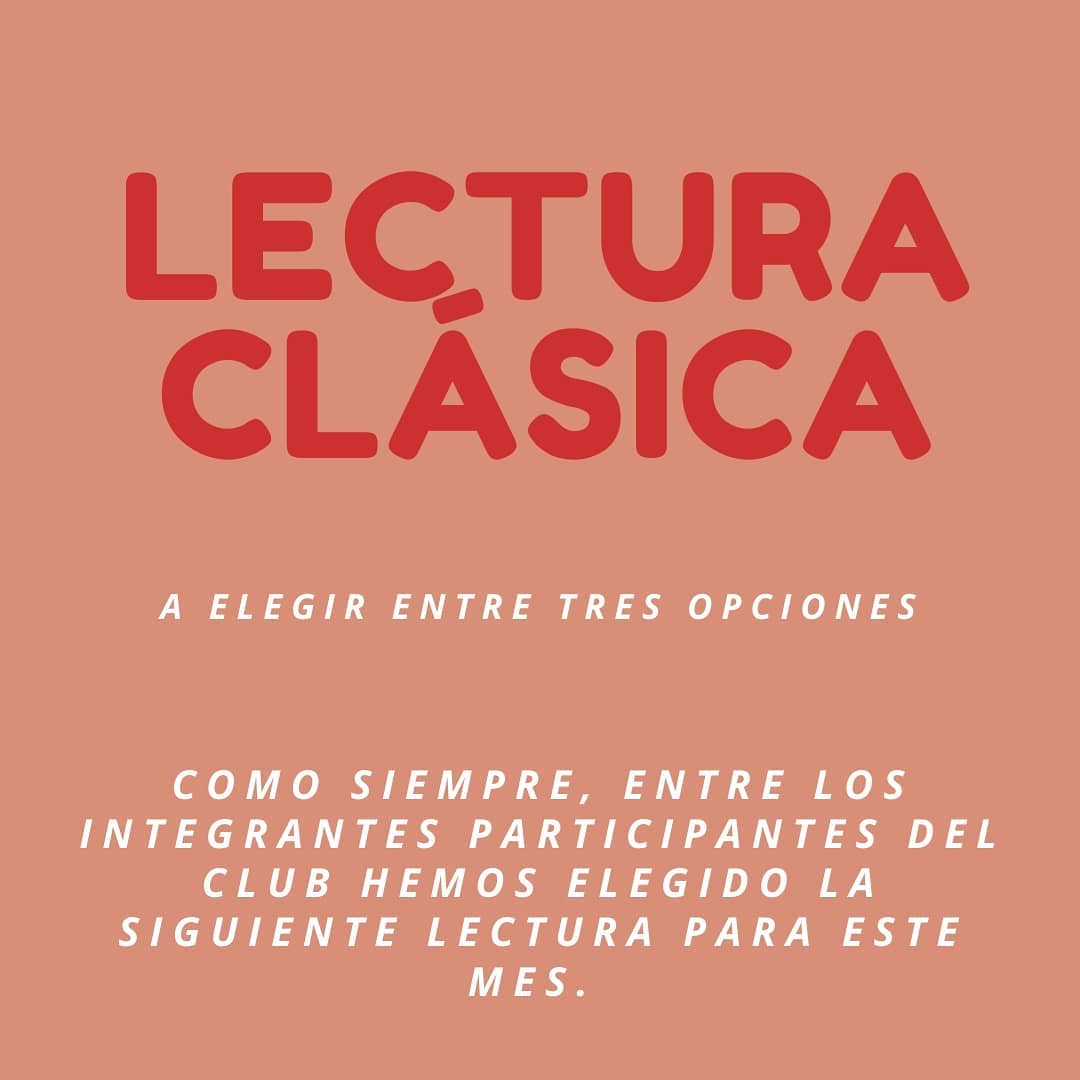 LECTURA
CLÁSICA
A ELEGIR ENTRE TRES OPCIONES
COMO SIEMPRE, ENTRE LOS
INTEGRANTES PARTICIPANTES DEL
CLUB HEMOS ELEGIDO LA
SIGUIENTE LECTURA PARA ESTE
MES.